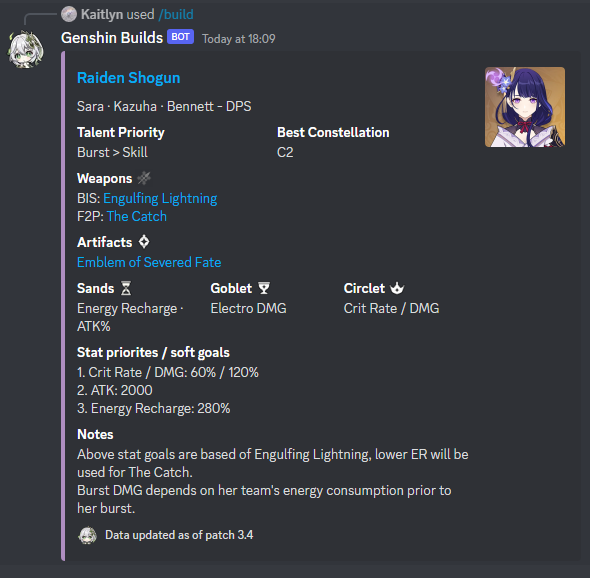 Kaitlyn used /build
Genshin Builds BOT Today at 18:09
Raiden Shogun
Sara · Kazuha · Bennett - DPS
Talent Priority
Best Constellation
Burst > Skill
C2
Weapons
BIS: Engulfing Lightning
F2P: The Catch
Artifacts
Emblem of Severed Fate
Sands
Goblet
Circlet
Energy Recharge ·
ATK%
Electro DMG
Crit Rate / DMG
Stat priorites / soft goals
1. Crit Rate / DMG: 60% / 120%
2. ATK: 2000
3. Energy Recharge: 280%
Notes
Above stat goals are based of Engulfing Lightning, lower ER will be
used for The Catch.
Burst DMG depends on her team's energy consumption prior to
her burst.
Data updated as of patch 3.4